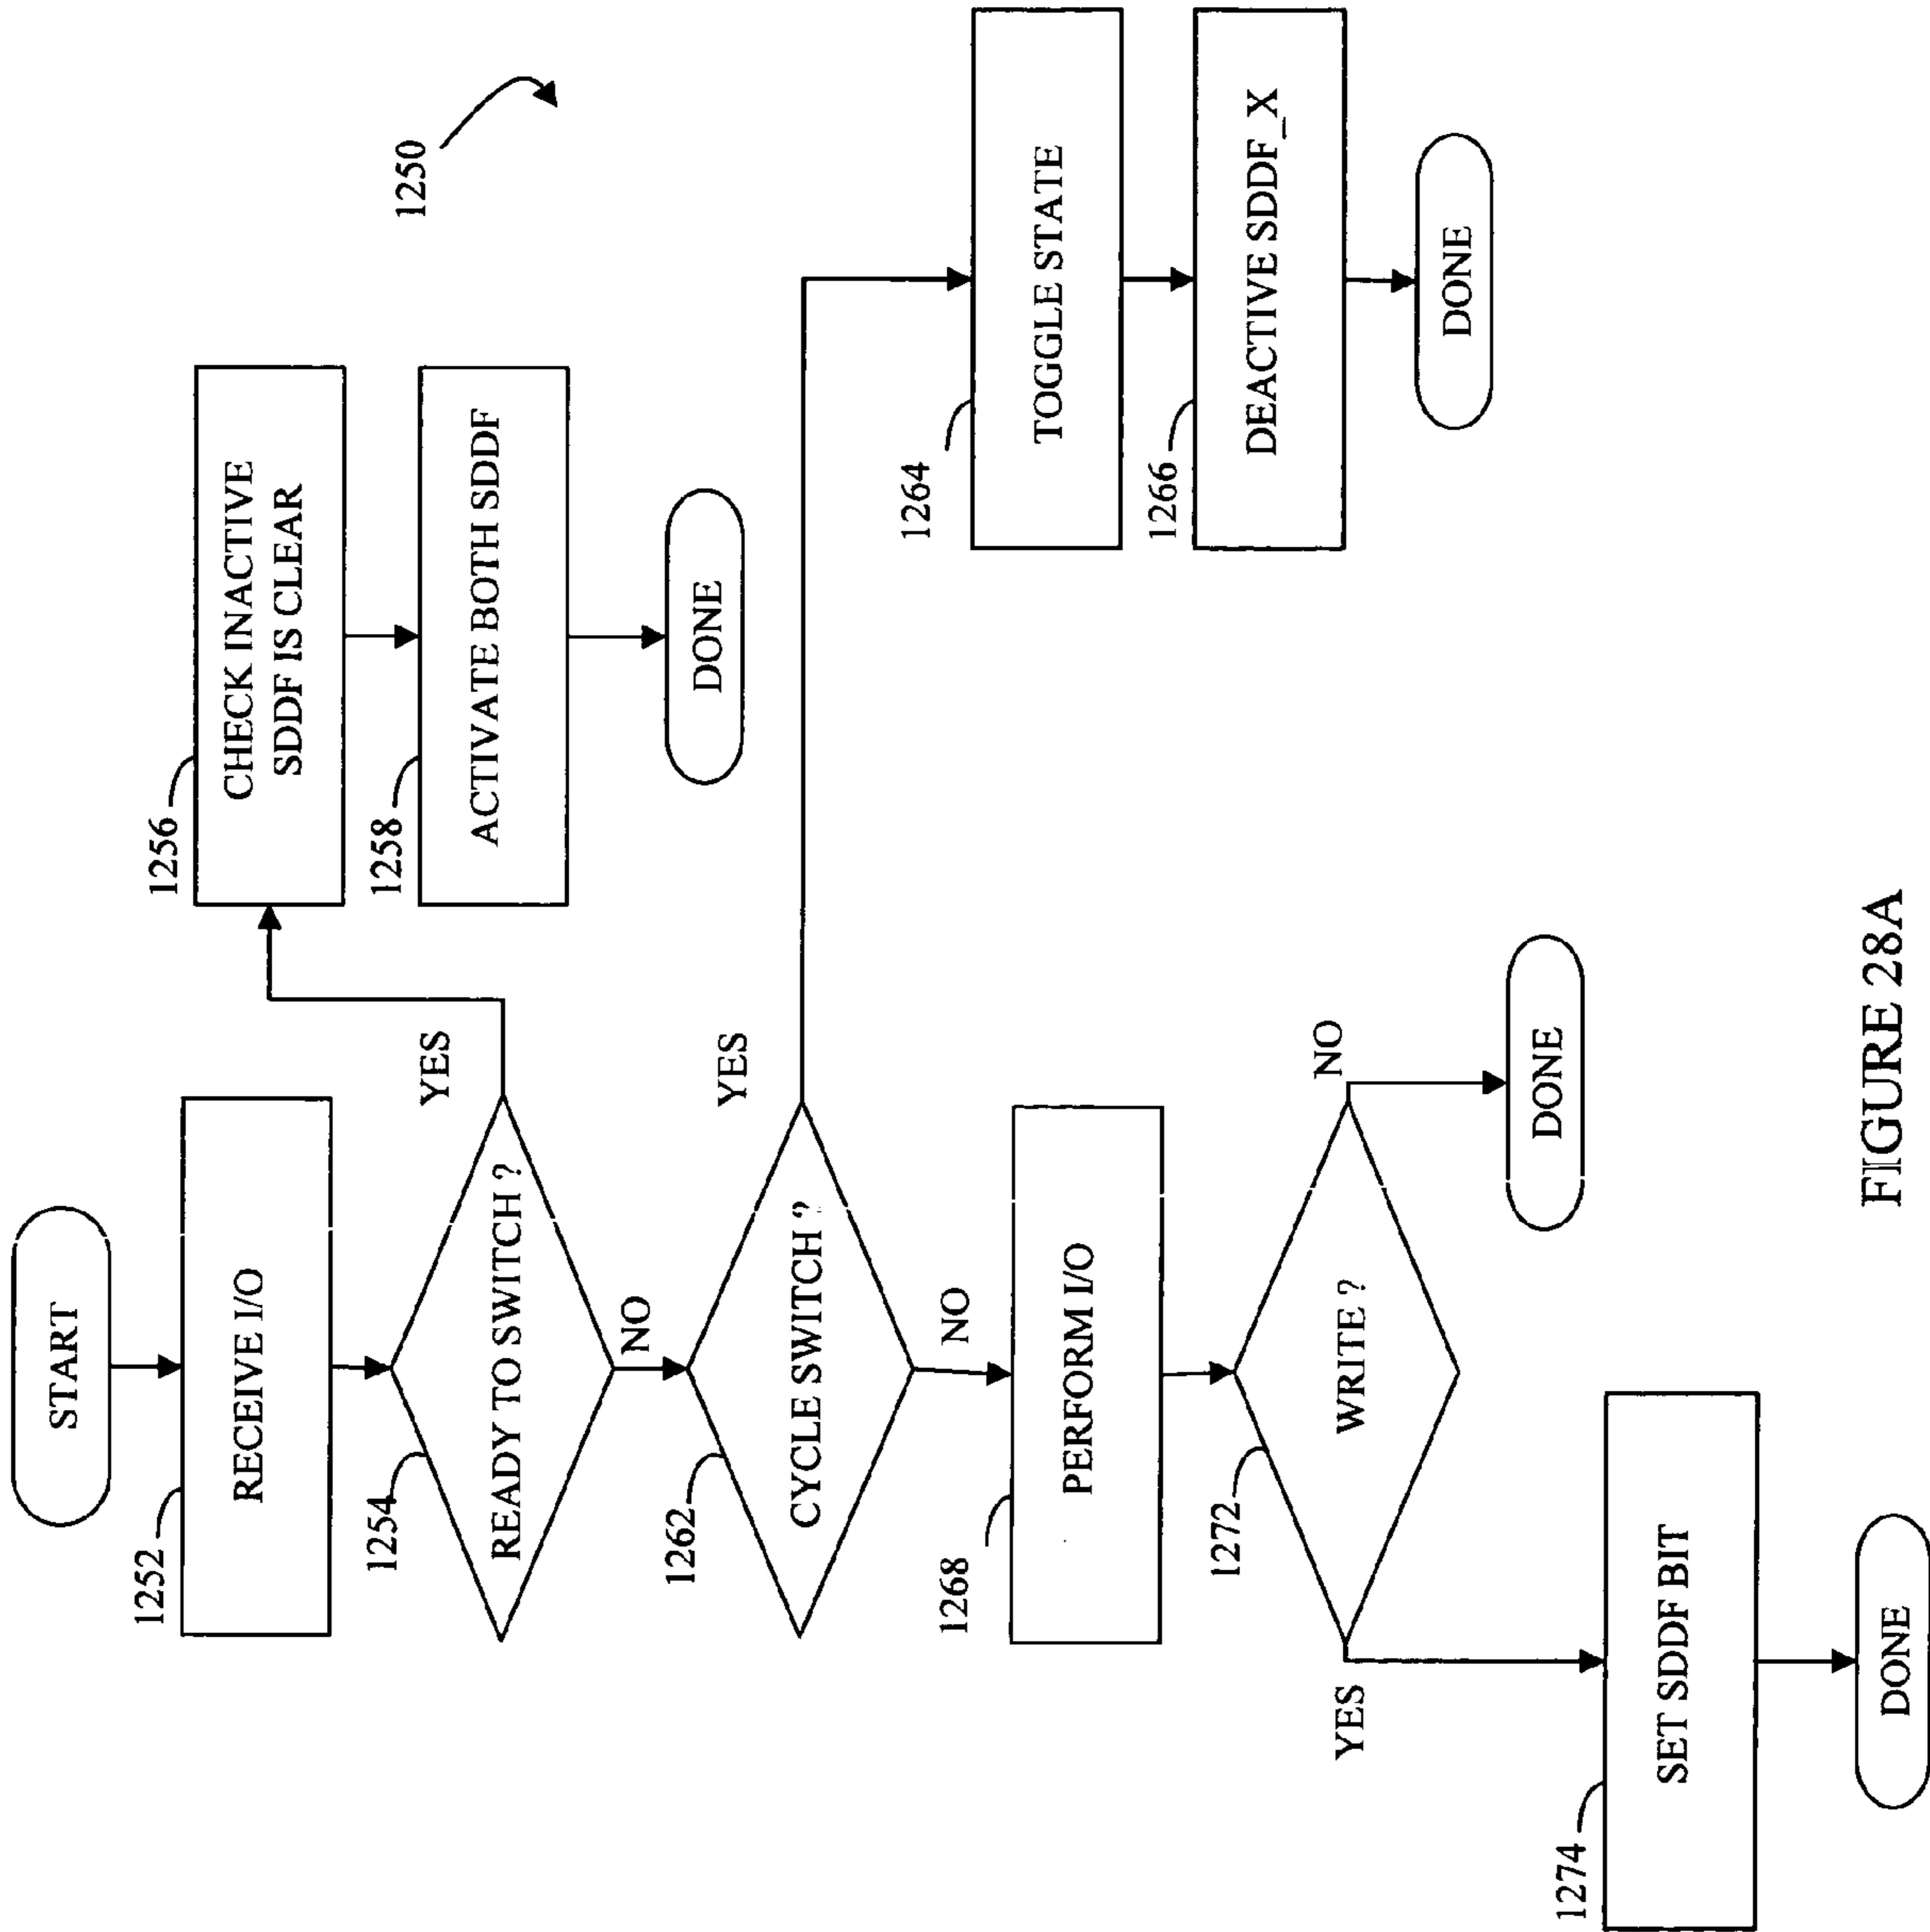 START
1252
RECEIVE I/O
1254
READY TO SWITCH ?
YES
NO
1256
CHECK INACTIVE
SDDF IS CLEAR
1258
ACTIVATE BOTH SDDF
DONE
1250
1262
CYCLE SWITCH ?
YES
NO
1264
TOGGLE STATE
1266
DEACTIVE SDDF_X
DONE
1268
PERFORM I/O
1272
WRITE ?
NO
DONE
YES
1274
SET SDDF BIT
DONE
FIGURE 28A